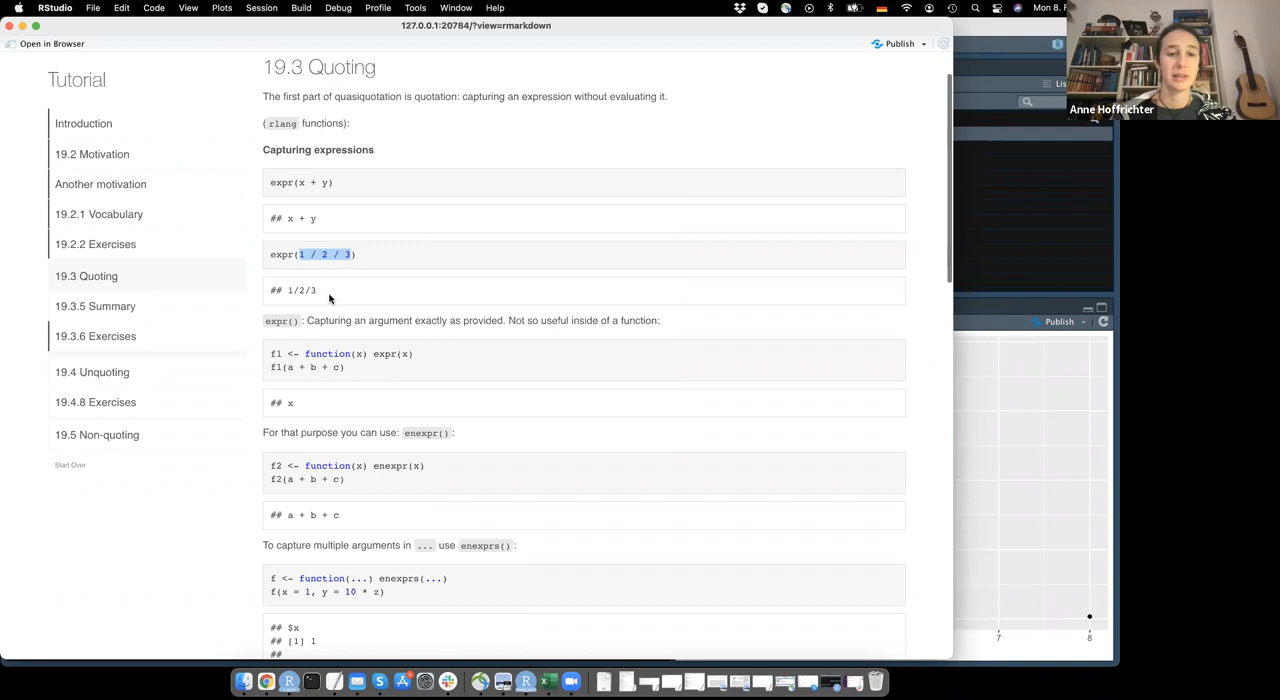 RStudio File Edit Code View Plots Session Build Debug Profile Tools Window Help Mon 8. F
127.0.0.1:20784/?view=rmarkdown
Open in Browser
Publish
Anne Hoffrichter
Tutorial
Introduction
19.2 Motivation
Another motivation
19.2.1 Vocabulary
19.2.2 Exercises
19.3 Quoting
19.3.5 Summary
19.3.6 Exercises
19.4 Unquoting
19.4.8 Exercises
19.5 Non-quoting
Start Over
19.3 Quoting
The first part of quasiquotation is quotation: capturing an expression without evaluating it.
(rlang functions):
Capturing expressions
expr(x + y)
## x + y
expr(1 / 2 / 3)
## 1/2/3
expr(): Capturing an argument exactly as provided. Not so useful inside of a function:
f1 <- function(x) expr(x)
f1(a + b + c)
## x
For that purpose you can use: enexpr():
f2 <- function(x) enexpr(x)
f2(a + b + c)
## a + b + c
To capture multiple arguments in ... use enexprs():
f <- function(...) enexprs(...)
f(x = 1, y = 10 * z)
## $x
## [1] 1
##
Lis
Publish
7 8